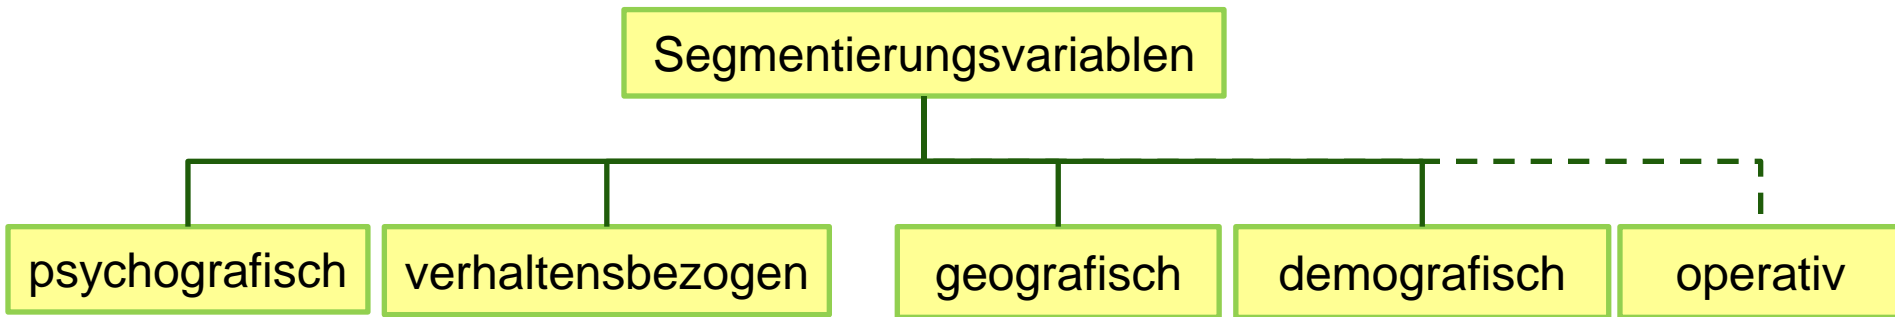 Segmentierungsvariablen
psychografisch
verhaltensbezogen
geografisch
demografisch
operativ